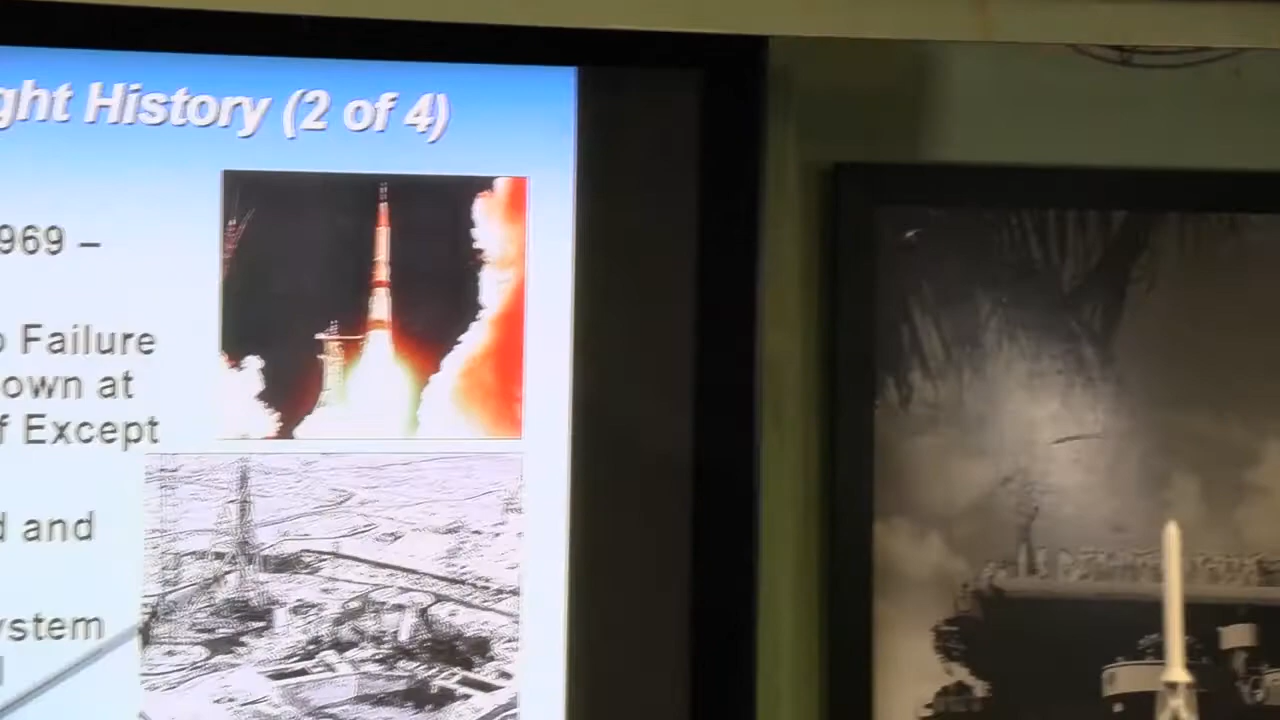 ght History (2 of 4)
969 –
Failure
own at
f Except
d and
ystem